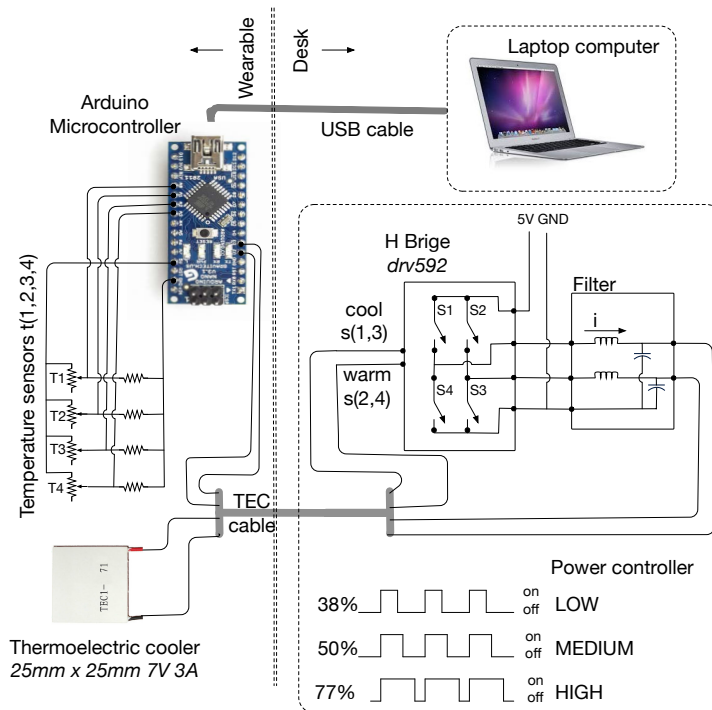 Wearable
Desk
Laptop computer
Arduino
Microcontroller
USB cable
5V GND
H Brige
drv592
Filter
cool
s(1,3)
S1
S2
i
warm
s(2,4)
S4
S3
Temperature sensors t(1,2,3,4)
T1
T2
T3
T4
TEC
cable
TEC1- 71
Thermoelectric cooler
25mm x 25mm 7V 3A
Power controller
38%
on
off
LOW
50%
on
off
MEDIUM
77%
on
off
HIGH